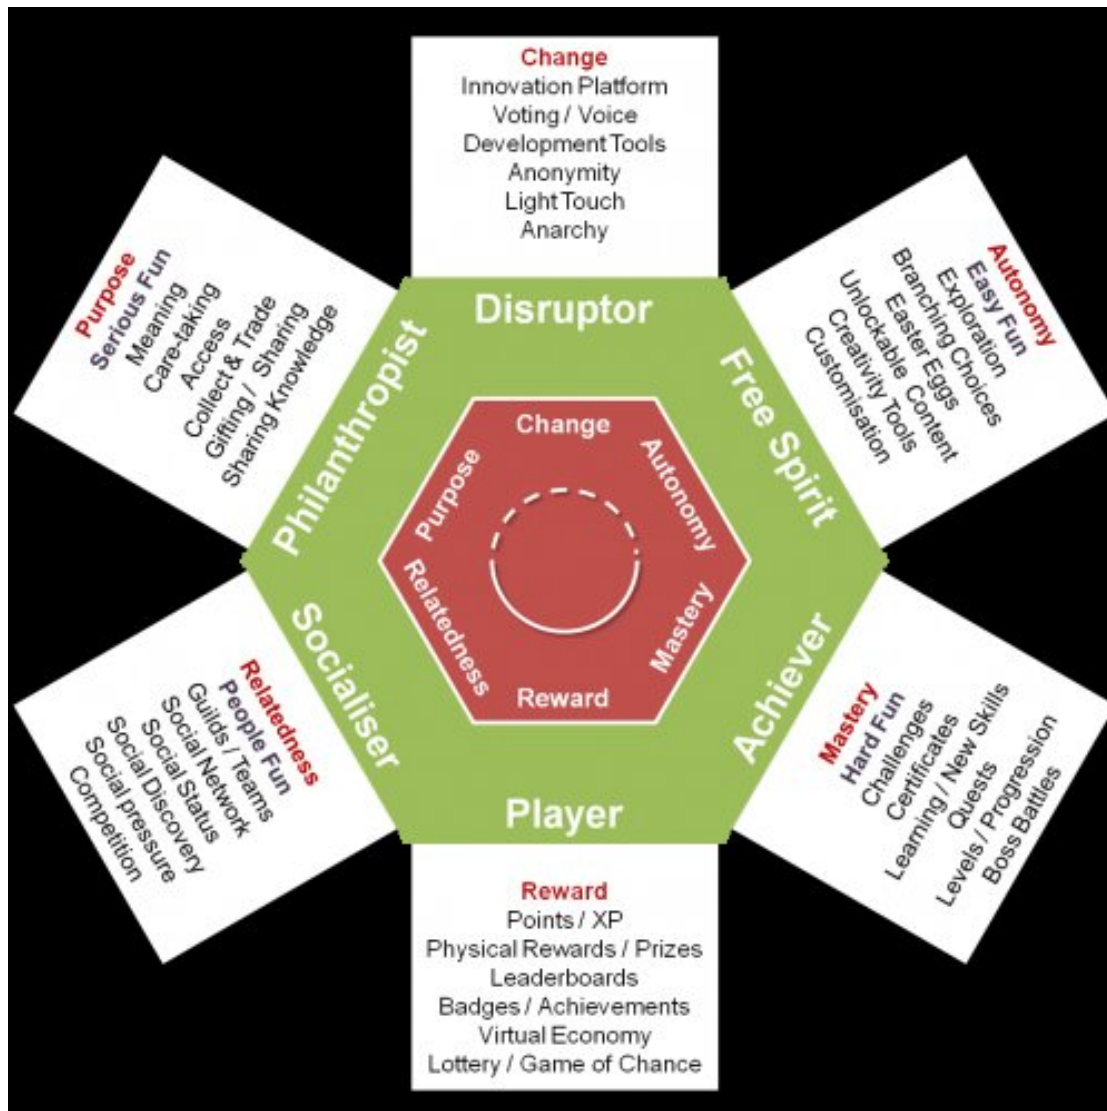 Change
Innovation Platform
Voting / Voice
Development Tools
Anonymity
Light Touch
Anarchy
Purpose
Serious Fun
Meaning
Care-taking
Access
Collect & Trade
Gifting / Sharing
Sharing Knowledge
Autonomy
Easy Fun
Exploration
Branching Choices
Easter Eggs
Unlockable Content
Creativity Tools
Customisation
Disruptor
Philanthropist
Free Spirit
Change
Purpose
Autonomy
Relatedness
Mastery
Reward
Socialiser
Achiever
Player
Relatedness
People Fun
Guilds / Teams
Social Network
Social Status
Social Discovery
Social pressure
Competition
Mastery
Hard Fun
Challenges
Certificates
Learning / New Skills
Quests
Levels / Progression
Boss Battles
Reward
Points / XP
Physical Rewards / Prizes
Leaderboards
Badges / Achievements
Virtual Economy
Lottery / Game of Chance